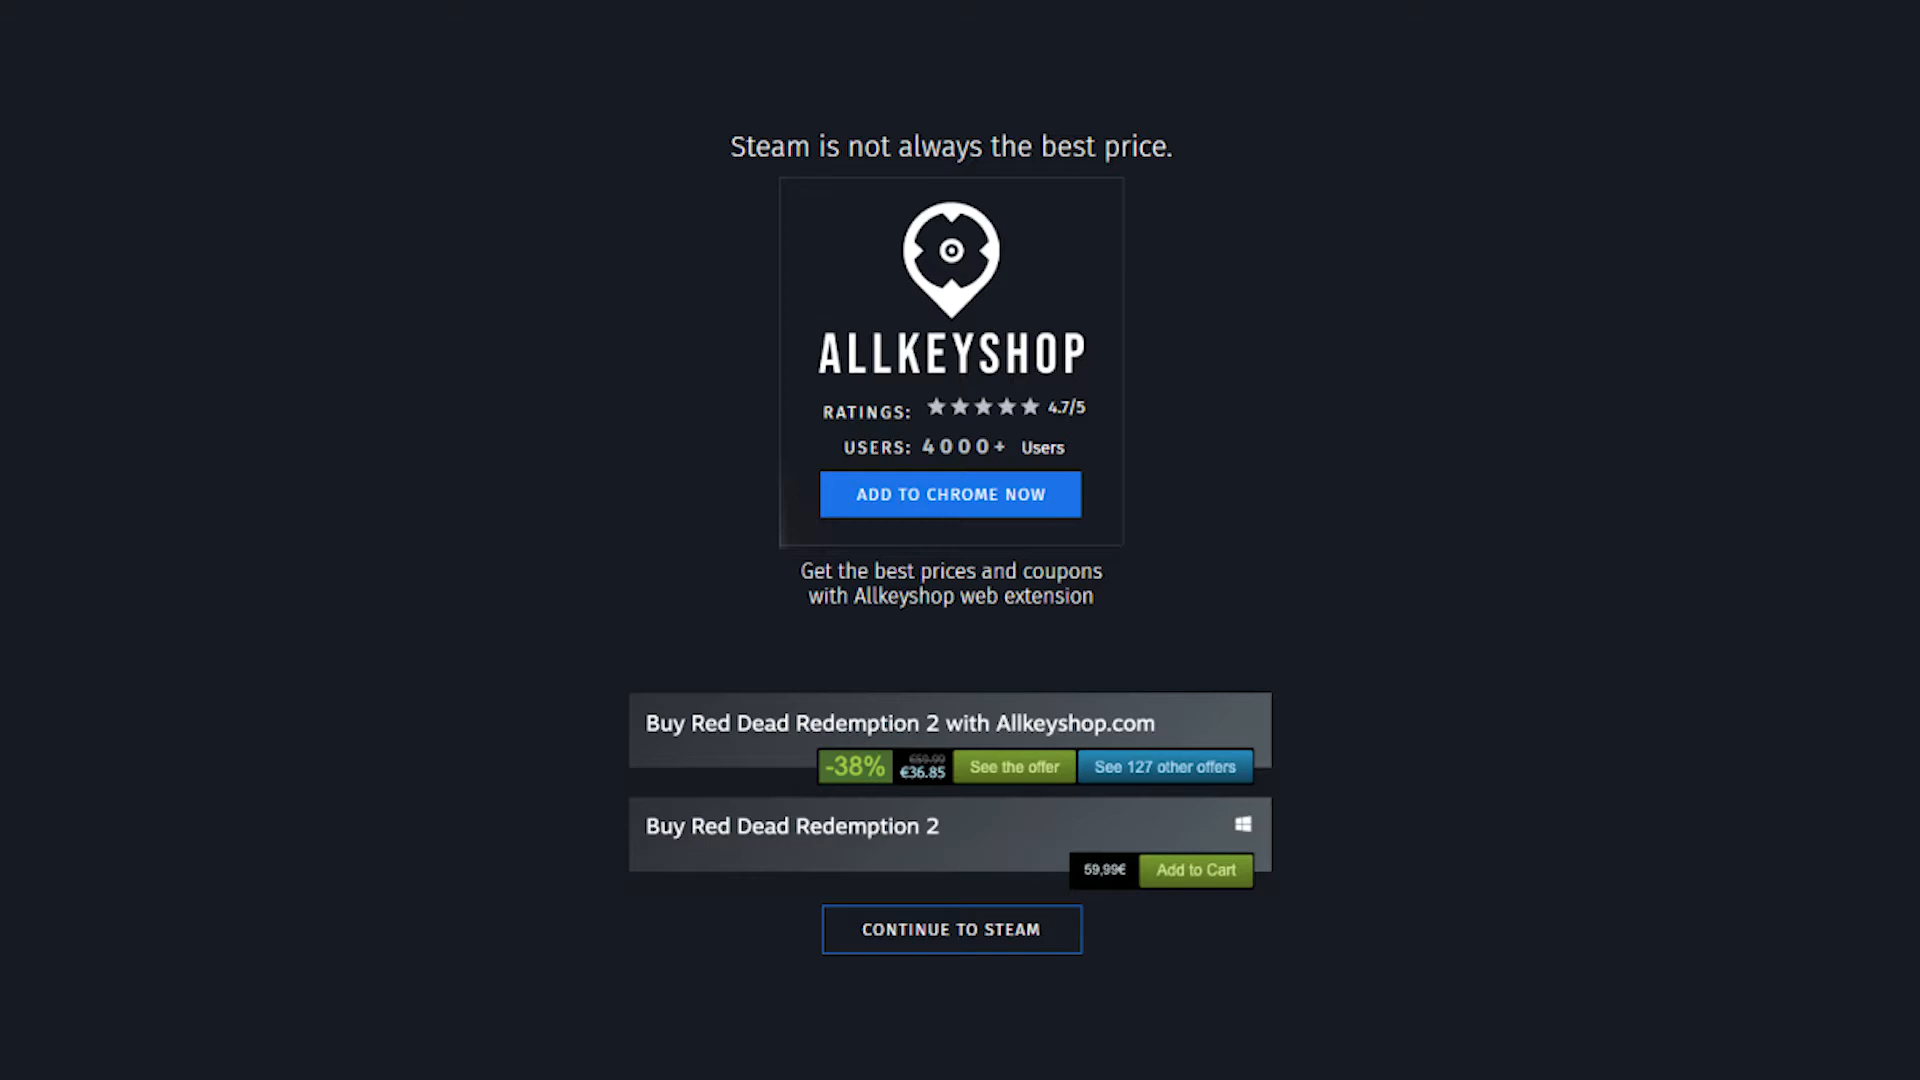 Steam is not always the best price.
ALLKEYSHOP
RATINGS: 4.7/5
USERS: 4000+ Users
ADD TO CHROME NOW
Get the best prices and coupons
with Allkeyshop web extension
Buy Red Dead Redemption 2 with Allkeyshop.com
-38% €59.99 €36.85 See the offer See 127 other offers
Buy Red Dead Redemption 2
59,99€ Add to Cart
CONTINUE TO STEAM